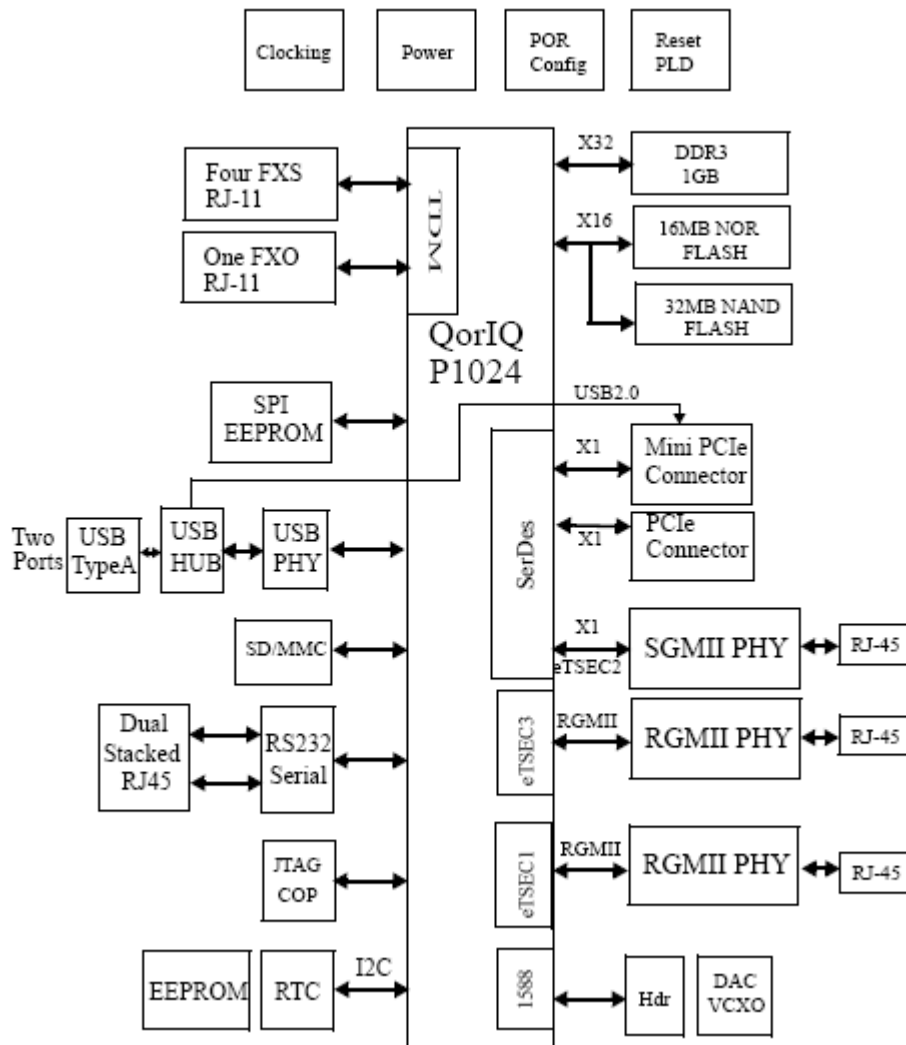 Clocking
Power
POR
Config
Reset
PLD
Four FXS
RJ-11
One FXO
RJ-11
TDM
X32
DDR3
1GB
X16
16MB NOR
FLASH
32MB NAND
FLASH
QorIQ
P1024
SPI
EEPROM
USB2.0
X1
Mini PCIe
Connector
X1
PCIe
Connector
SerDes
Two
Ports
USB
TypeA
USB
HUB
USB
PHY
SD/MMC
X1
eTSEC2
SGMII PHY
RJ-45
Dual
Stacked
RJ45
RS232
Serial
eTSEC3
RGMII
RGMII PHY
RJ-45
JTAG
COP
eTSEC1
RGMII
RGMII PHY
RJ-45
EEPROM
RTC
I2C
1588
Hdr
DAC
VCXO